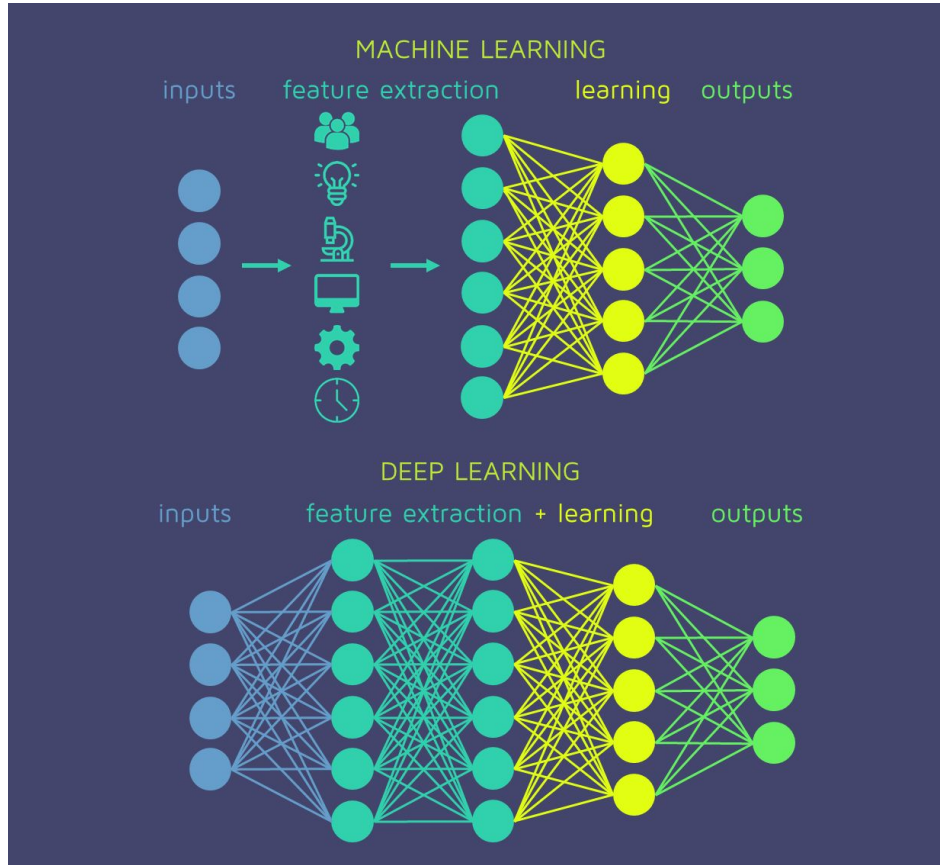 MACHINE LEARNING
inputs feature extraction learning outputs
DEEP LEARNING
inputs feature extraction + learning outputs